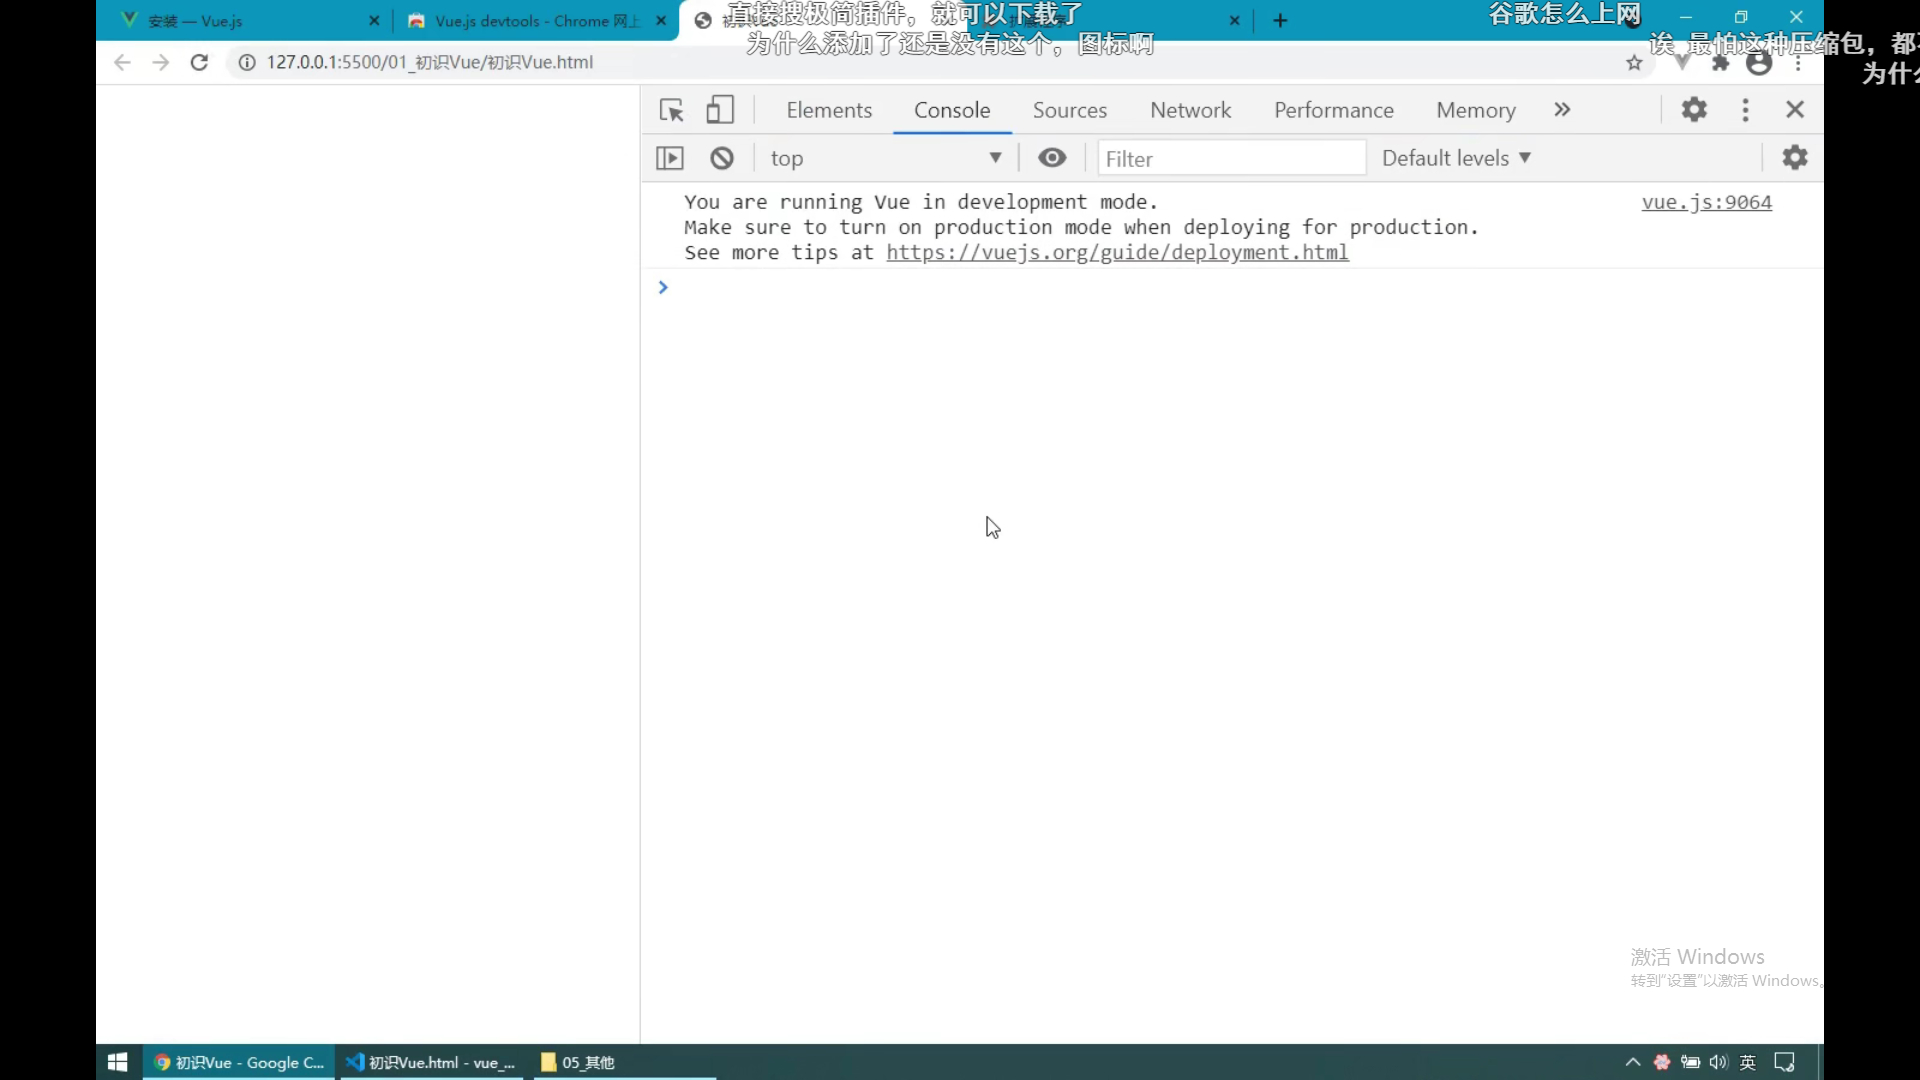 安装 — Vue.js
Vue.js devtools - Chrome 网上
直接搜极简插件，就可以下载了
谷歌怎么上网
为什么添加了还是没有这个，图标啊
诶 最怕这种压缩包，都
为什
127.0.0.1:5500/01_初识Vue/初识Vue.html
Elements
Console
Sources
Network
Performance
Memory
top
Filter
Default levels
You are running Vue in development mode.
vue.js:9064
Make sure to turn on production mode when deploying for production.
See more tips at https://vuejs.org/guide/deployment.html
激活 Windows
转到"设置"以激活 Windows。
初识Vue - Google C...
初识Vue.html - vue_...
05_其他
英